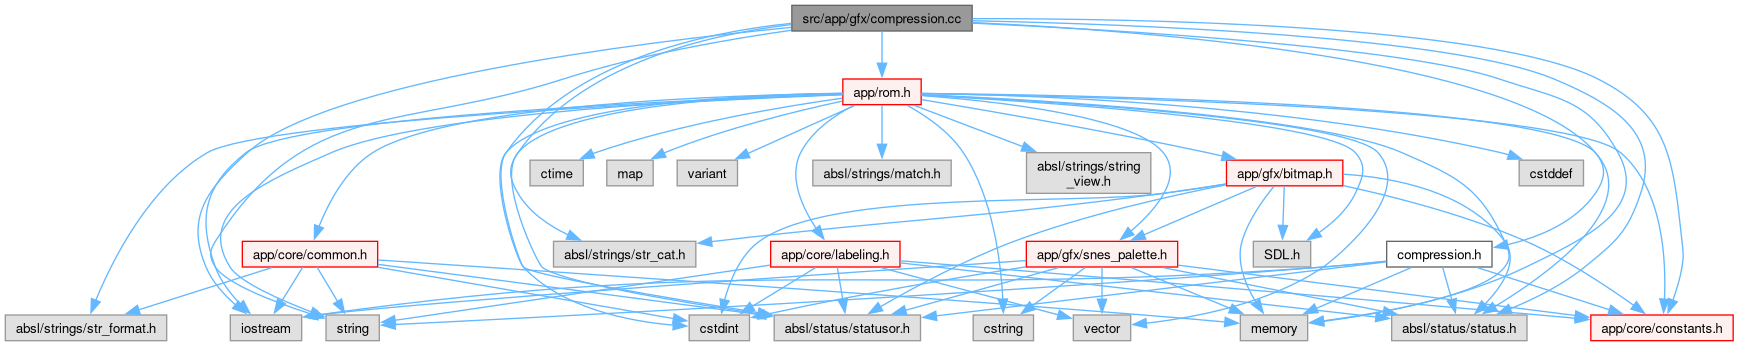 src/app/gfx/compression.cc
app/rom.h
ctime
map
variant
absl/strings/match.h
absl/strings/string
_view.h
app/gfx/bitmap.h
cstddef
app/core/common.h
absl/strings/str_cat.h
app/core/labeling.h
app/gfx/snes_palette.h
SDL.h
compression.h
absl/strings/str_format.h
iostream
string
cstdint
absl/status/statusor.h
cstring
vector
memory
absl/status/status.h
app/core/constants.h